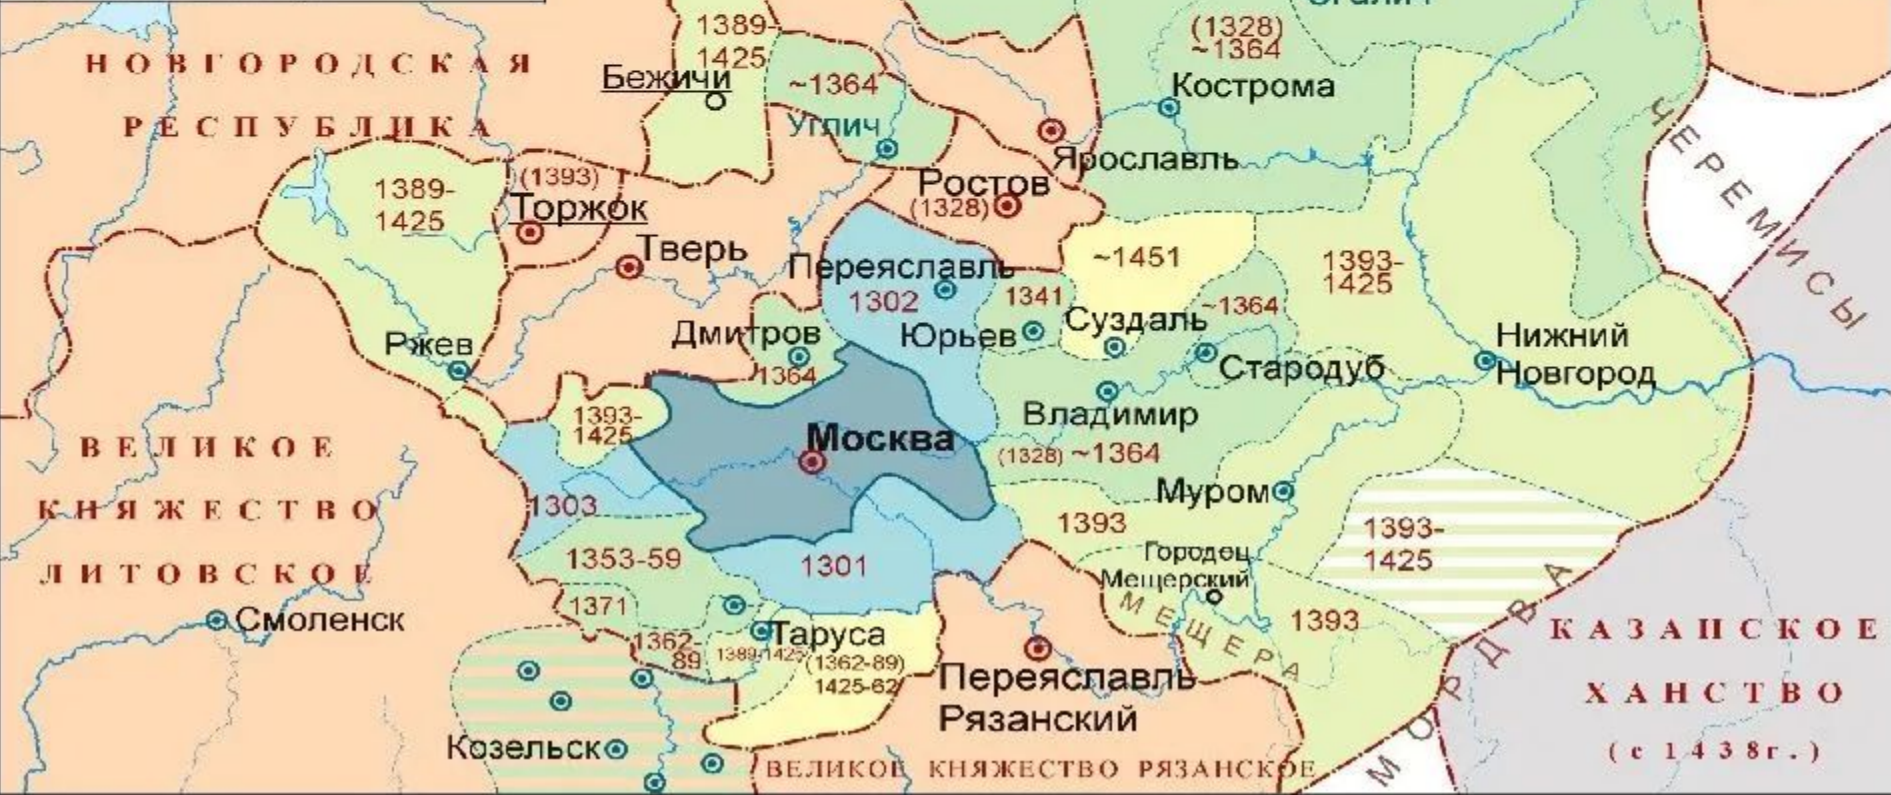 1389-
1425
(1328)
~1364
НОВГОРОДСКАЯ
РЕСПУБЛИКА
Бежичи
~1364
Углич
Кострома
Ярославль
ЧЕРЕМИСЫ
1389-
1425
(1393)
Торжок
Ростов
(1328)
Тверь
Переяславль
1302
1341
~1451
~1364
1393-
1425
Ржев
Дмитров
1364
Юрьев
Суздаль
Стародуб
Нижний
Новгород
1393-
1425
Москва
Владимир
(1328) ~1364
ВЕЛИКОЕ
КНЯЖЕСТВО
ЛИТОВСКОЕ
1303
Муром
1393
1393-
1425
1353-59
1301
Городец
Мещерский
МЕЩЕРА
1371
1393
МОРДВА
Смоленск
1362-
89
1389-1425
Таруса
(1362-89)
1425-62
Переяславль
Рязанский
КАЗАНСКОЕ
ХАНСТВО
(с 1438г.)
Козельск
ВЕЛИКОЕ КНЯЖЕСТВО РЯЗАНСКОЕ